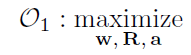 𝒪₁ : maximize
w, R, a